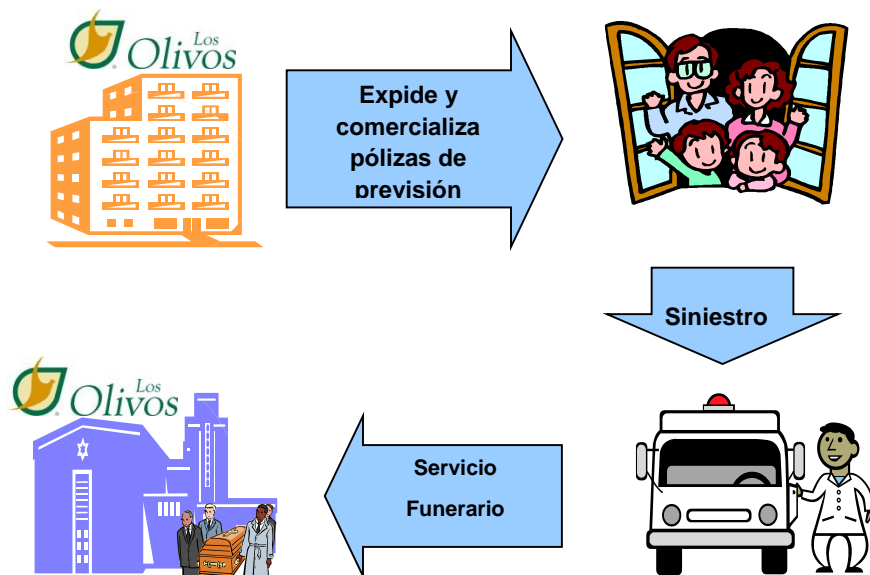 Los
Olivos
Expide y
comercializa
pólizas de
previsión
Siniestro
Los
Olivos
Servicio
Funerario